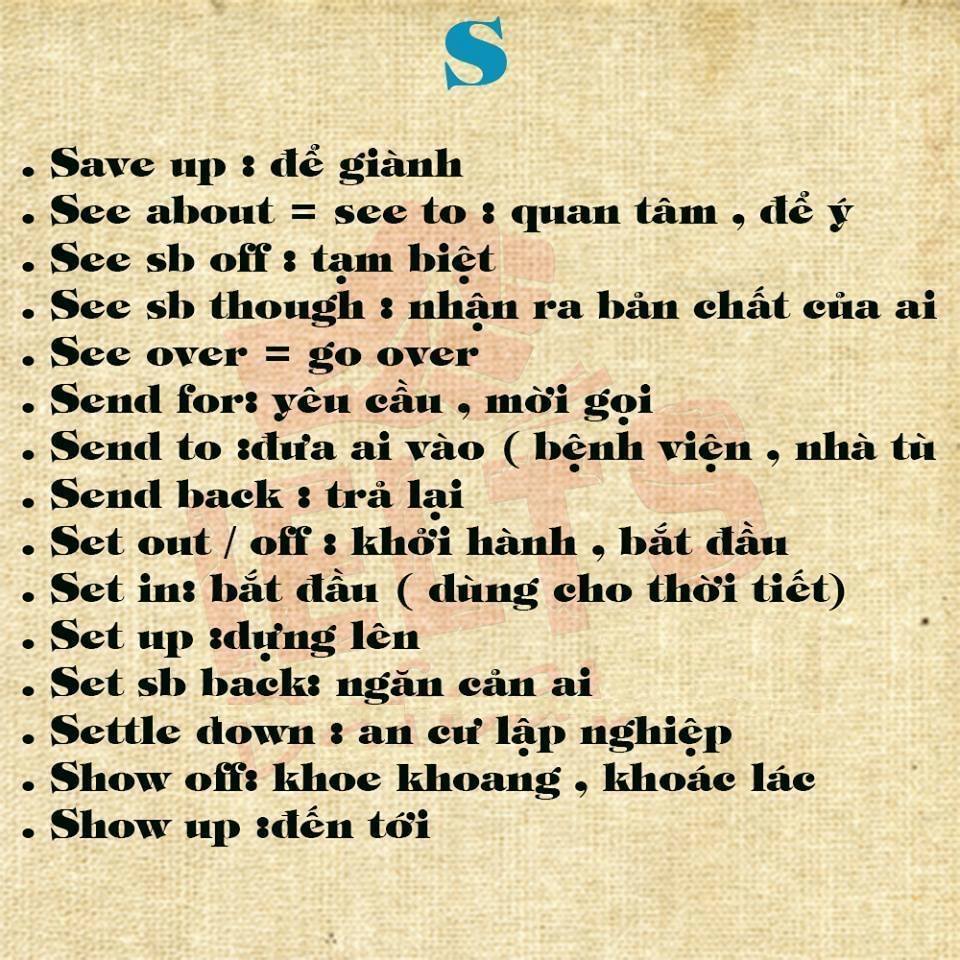 S
. Save up : để giành
. See about = see to : quan tâm , để ý
. See sb off : tạm biệt
. See sb though : nhận ra bản chất của ai
. See over = go over
. Send for: yêu cầu , mời gọi
. Send to :đưa ai vào ( bệnh viện , nhà tù
. Send back : trả lại
. Set out / off : khởi hành , bắt đầu
. Set in: bắt đầu ( dùng cho thời tiết)
. Set up :dựng lên
. Set sb back: ngăn cản ai
. Settle down : an cư lập nghiệp
. Show off: khoe khoang , khoác lác
. Show up :đến tới
IELTS